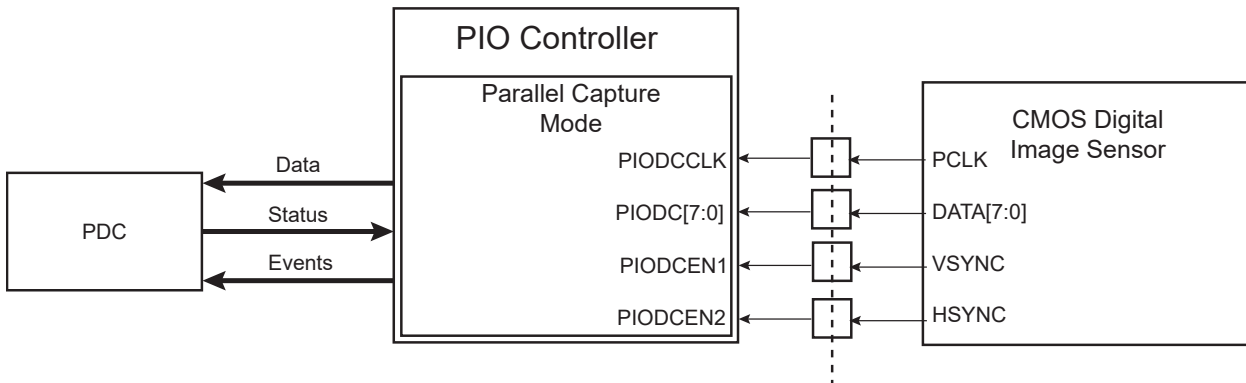 PIO Controller
Parallel Capture
Mode
PDC
Data
Status
Events
PIODCCLK
PIODC[7:0]
PIODCEN1
PIODCEN2
CMOS Digital
Image Sensor
PCLK
DATA[7:0]
VSYNC
HSYNC